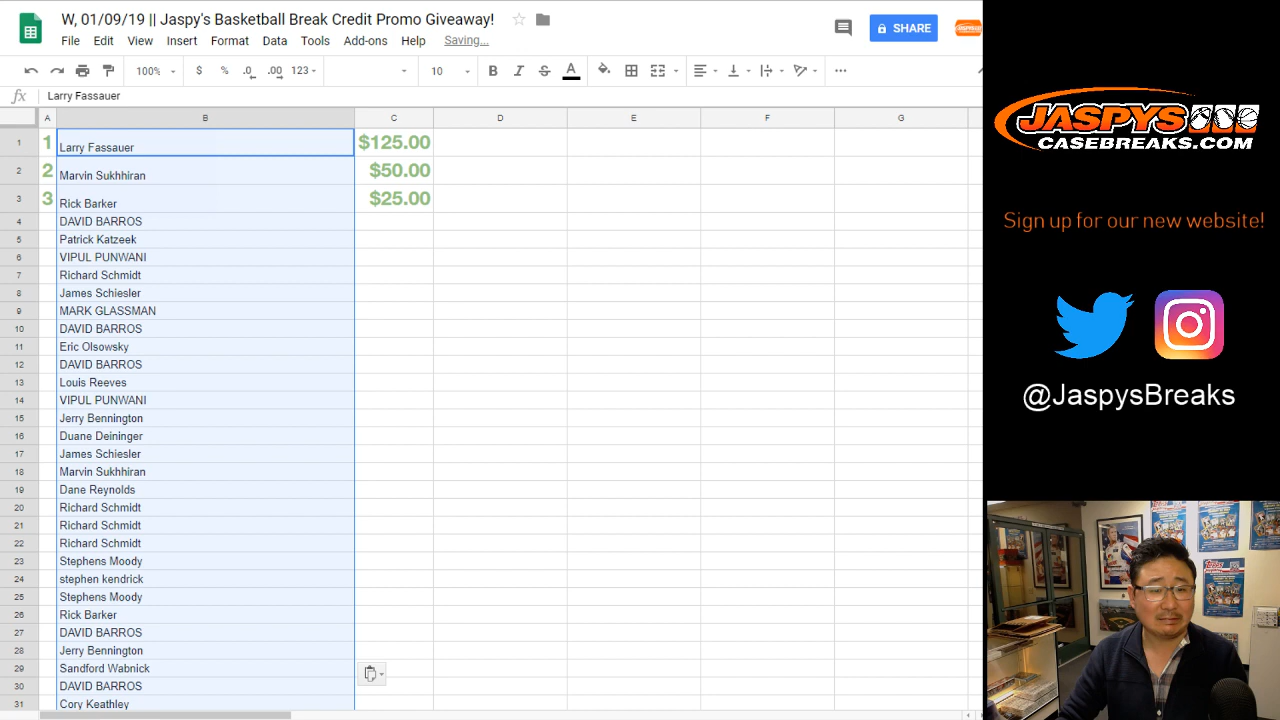 W, 01/09/19 || Jaspy's Basketball Break Credit Promo Giveaway!
File Edit View Insert Format Tools Add-ons Help Saving...
SHARE
100% $ % .0 .00 123 10 B I S A
fx Larry Fassauer
A B C D E F G
1 1 Larry Fassauer $125.00
2 2 Marvin Sukhhiran $50.00
3 3 Rick Barker $25.00
4 DAVID BARROS
5 Patrick Katzeek
6 VIPUL PUNWANI
7 Richard Schmidt
8 James Schiesler
9 MARK GLASSMAN
10 DAVID BARROS
11 Eric Olsowsky
12 DAVID BARROS
13 Louis Reeves
14 VIPUL PUNWANI
15 Jerry Bennington
16 Duane Deininger
17 James Schiesler
18 Marvin Sukhhiran
19 Dane Reynolds
20 Richard Schmidt
21 Richard Schmidt
22 Richard Schmidt
23 Stephens Moody
24 stephen kendrick
25 Stephens Moody
26 Rick Barker
27 DAVID BARROS
28 Jerry Bennington
29 Sandford Wabnick
30 DAVID BARROS
31 Cory Keathley
JASPYS
CASEBREAKS.COM
Sign up for our new website!
@JaspysBreaks
Topps